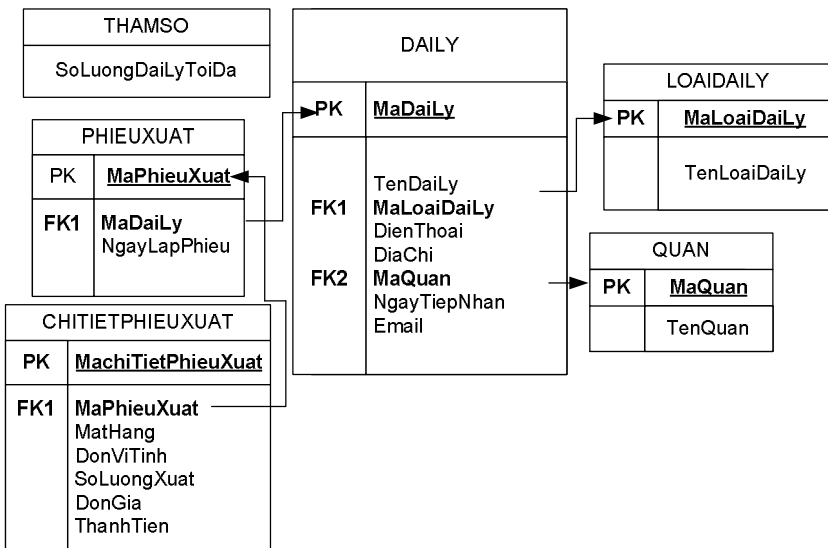 THAMSO
SoLuongDaiLyToiDa
PHIEUXUAT
PK MaPhieuXuat
FK1 MaDaiLy
NgayLapPhieu
CHITIETPHIEUXUAT
PK MachiTietPhieuXuat
FK1 MaPhieuXuat
MatHang
DonViTinh
SoLuongXuat
DonGia
ThanhTien
DAILY
PK MaDaiLy
TenDaiLy
FK1 MaLoaiDaiLy
DienThoai
DiaChi
FK2 MaQuan
NgayTiepNhan
Email
LOAIDAILY
PK MaLoaiDaiLy
TenLoaiDaiLy
QUAN
PK MaQuan
TenQuan